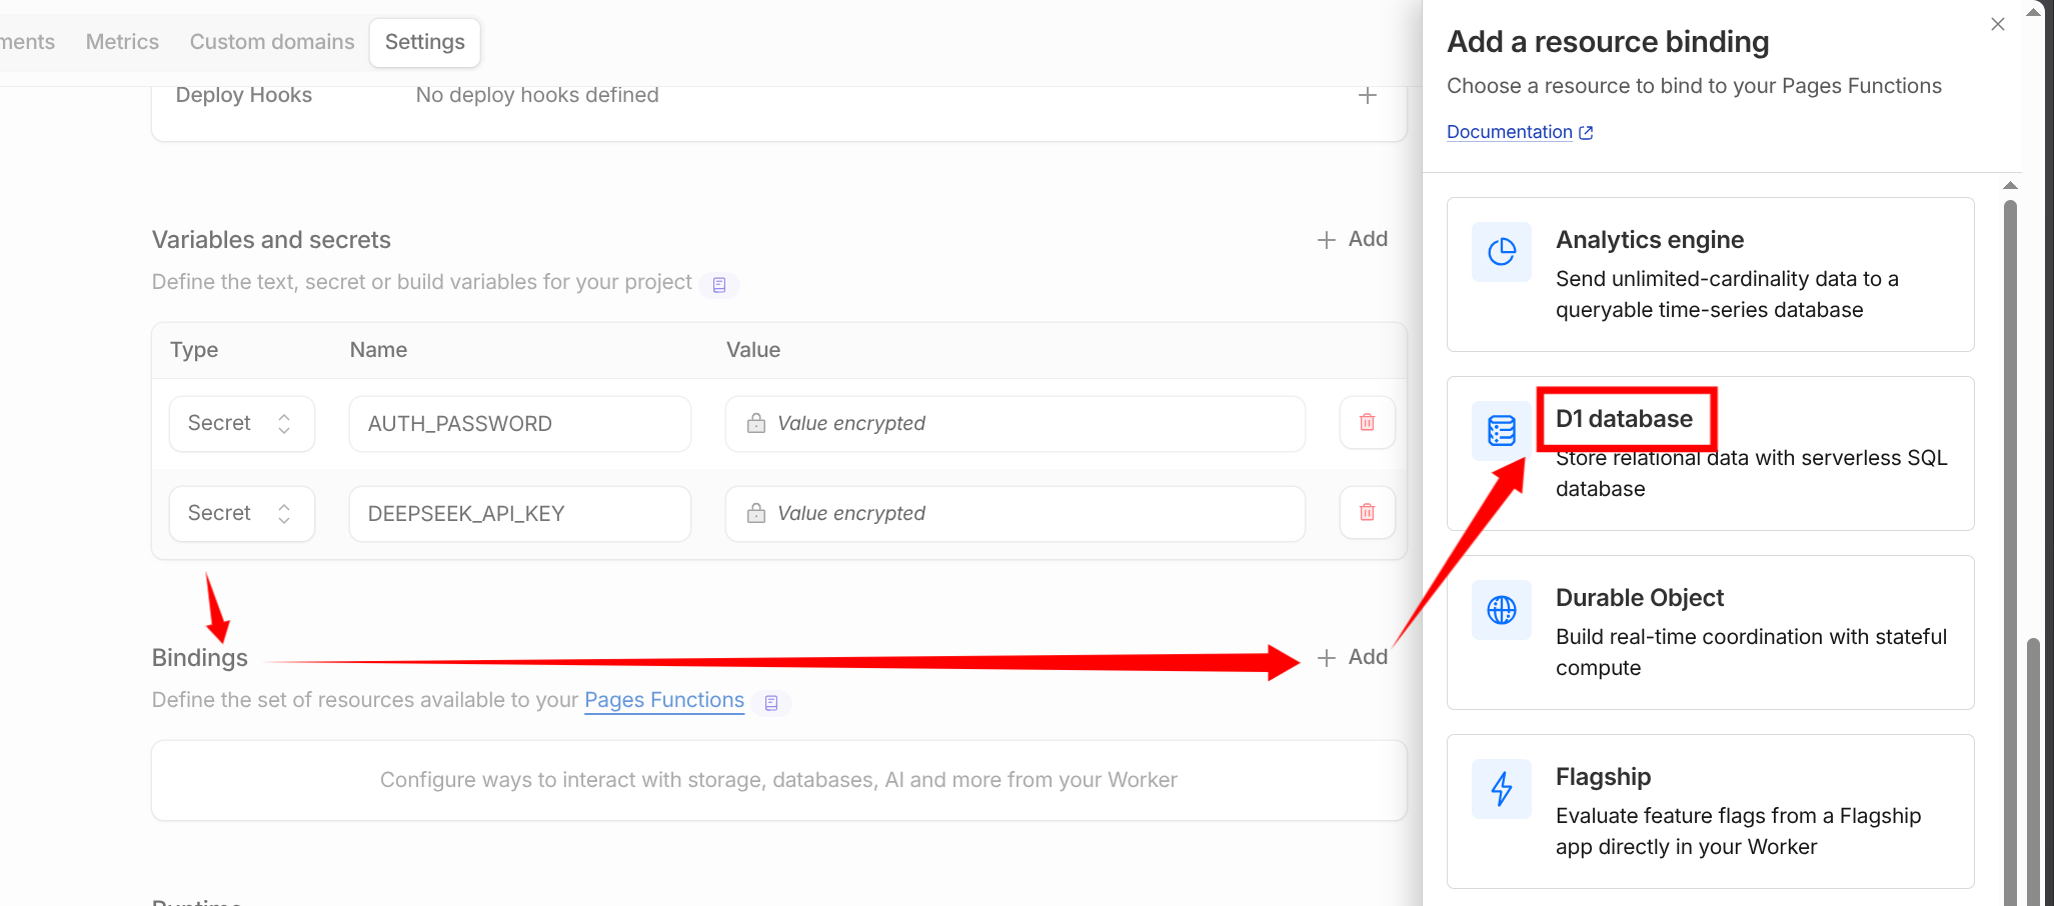 ments Metrics Custom domains Settings
Deploy Hooks No deploy hooks defined
Variables and secrets
Add
Define the text, secret or build variables for your project
Type Name Value
Secret AUTH_PASSWORD Value encrypted
Secret DEEPSEEK_API_KEY Value encrypted
Bindings
Add
Define the set of resources available to your Pages Functions
Configure ways to interact with storage, databases, AI and more from your Worker
Add a resource binding
Choose a resource to bind to your Pages Functions
Documentation
Analytics engine
Send unlimited-cardinality data to a
queryable time-series database
D1 database
Store relational data with serverless SQL
database
Durable Object
Build real-time coordination with stateful
compute
Flagship
Evaluate feature flags from a Flagship
app directly in your Worker